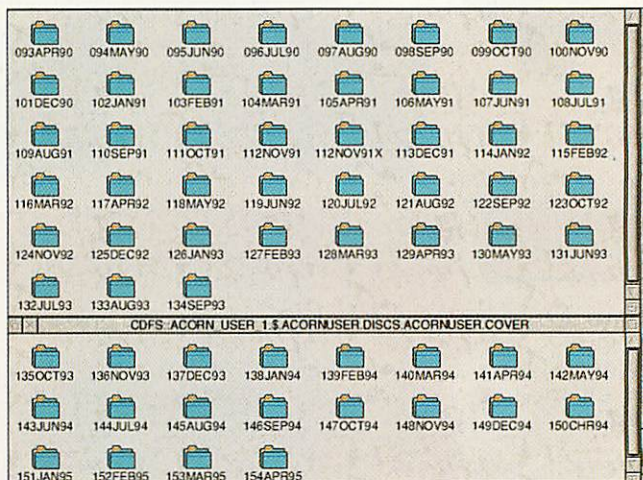 093APR90 094MAY90 095JUN90 096JUL90 097AUG90 098SEP90 099OCT90 100NOV90
101DEC90 102JAN91 103FEB91 104MAR91 105APR91 106MAY91 107JUN91 108JUL91
109AUG91 110SEP91 111OCT91 112NOV91 112NOV91X 113DEC91 114JAN92 115FEB92
116MAR92 117APR92 118MAY92 119JUN92 120JUL92 121AUG92 122SEP92 123OCT92
124NOV92 125DEC92 126JAN93 127FEB93 128MAR93 129APR93 130MAY93 131JUN93
132JUL93 133AUG93 134SEP93
CDFS::ACORN_USER_1.$.ACORNUSER.DISCS.ACORNUSER.COVER
135OCT93 136NOV93 137DEC93 138JAN94 139FEB94 140MAR94 141APR94 142MAY94
143JUN94 144JUL94 145AUG94 146SEP94 147OCT94 148NOV94 149DEC94 150CHR94
151JAN95 152FEB95 153MAR95 154APR95